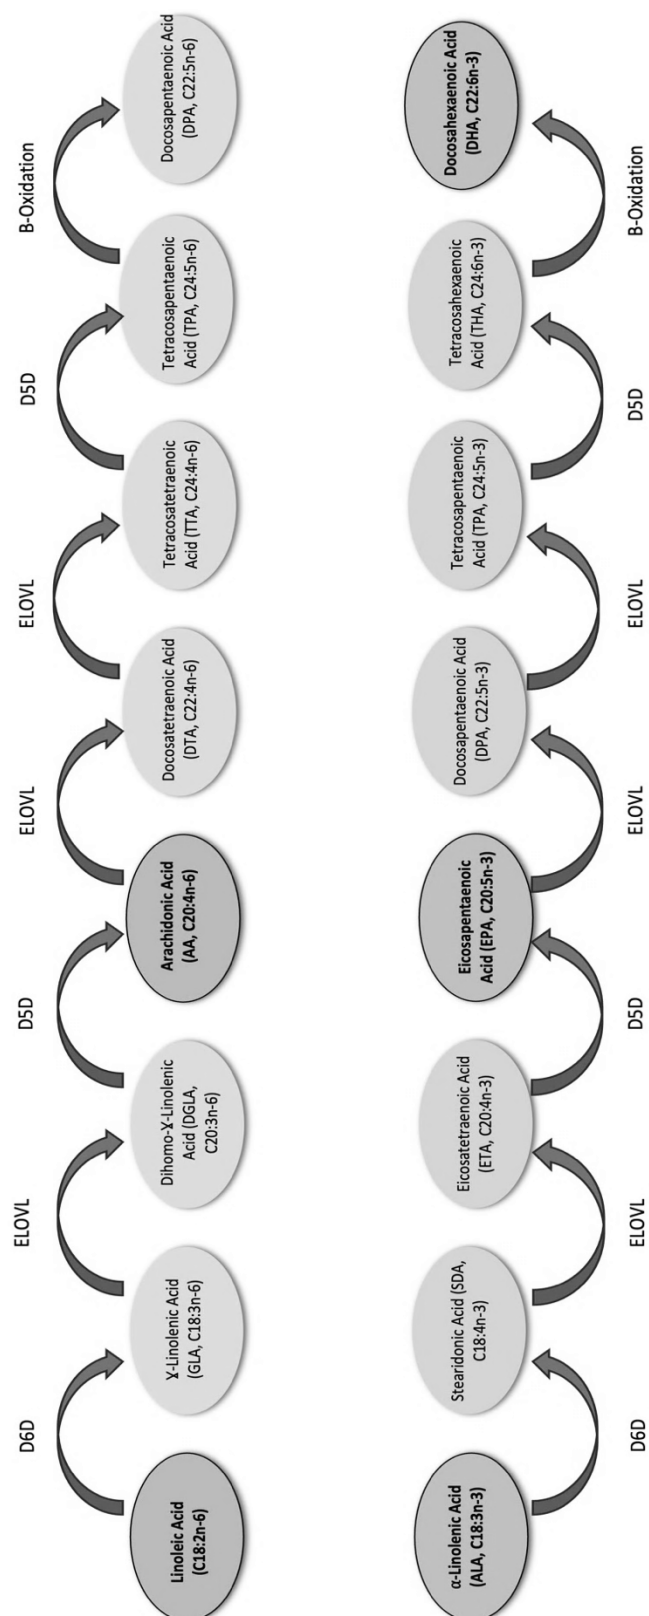 D6D
ELOVL
D5D
ELOVL
ELOVL
D5D
B-Oxidation
Linoleic Acid
(C18:2n-6)
Ɣ-Linolenic Acid
(GLA, C18:3n-6)
Dihomo-Ɣ-Linolenic
Acid (DGLA,
C20:3n-6)
Arachidonic Acid
(AA, C20:4n-6)
Docosatetraenoic Acid
(DTA, C22:4n-6)
Tetracosatetraenoic
Acid (TTA, C24:4n-6)
Tetracosapentaenoic
Acid (TPA, C24:5n-6)
Docosapentaenoic Acid
(DPA, C22:5n-6)
α-Linolenic Acid
(ALA, C18:3n-3)
Stearidonic Acid (SDA,
C18:4n-3)
Eicosatetraenoic Acid
(ETA, C20:4n-3)
Eicosapentaenoic
Acid (EPA, C20:5n-3)
Docosapentaenoic Acid
(DPA, C22:5n-3)
Tetracosapentaenoic
Acid (TPA, C24:5n-3)
Tetracosahexaenoic
Acid (THA, C24:6n-3)
Docosahexaenoic Acid
(DHA, C22:6n-3)
D6D
ELOVL
D5D
ELOVL
ELOVL
D5D
B-Oxidation